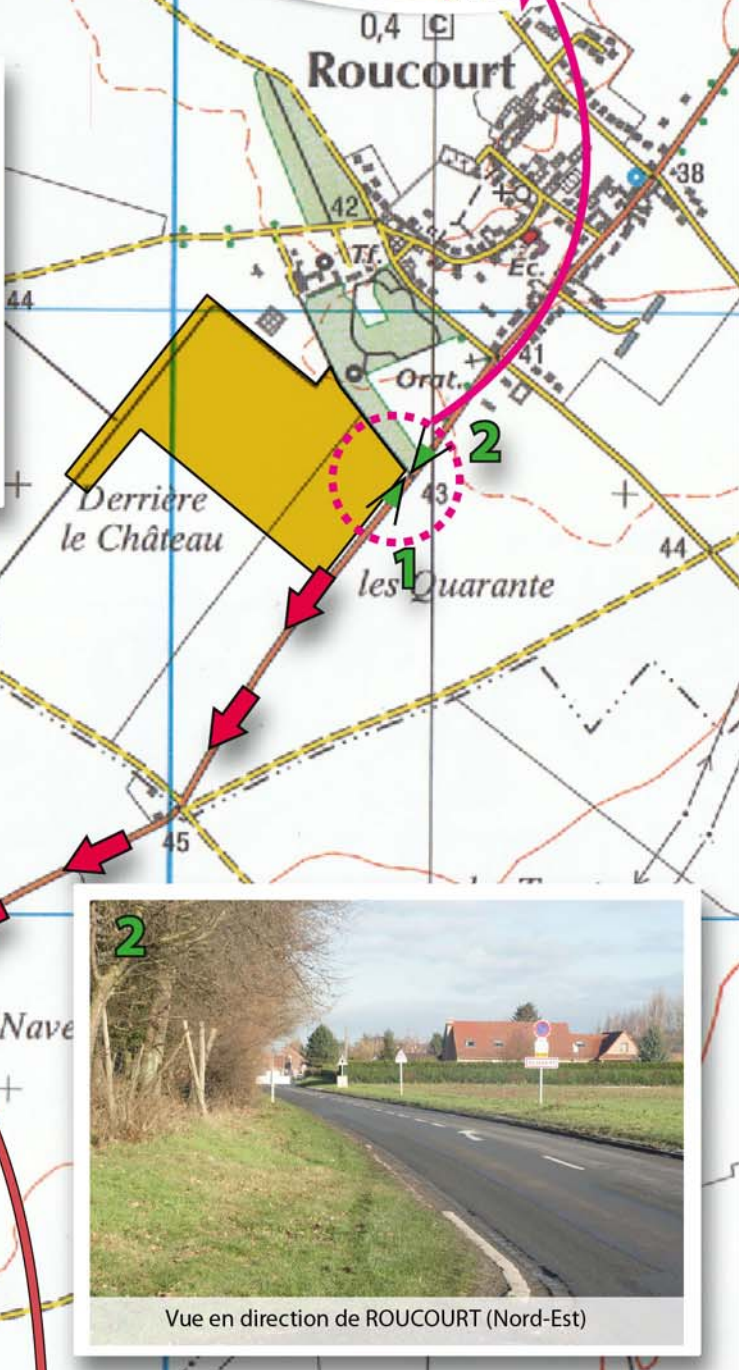 0,4 C
Roucourt
38
42
Tf.
Éc.
44
41
Orat.
2
43
Derrière
le Château
44
1
les Quarante
45
2
Nave
Vue en direction de ROUCOURT (Nord-Est)